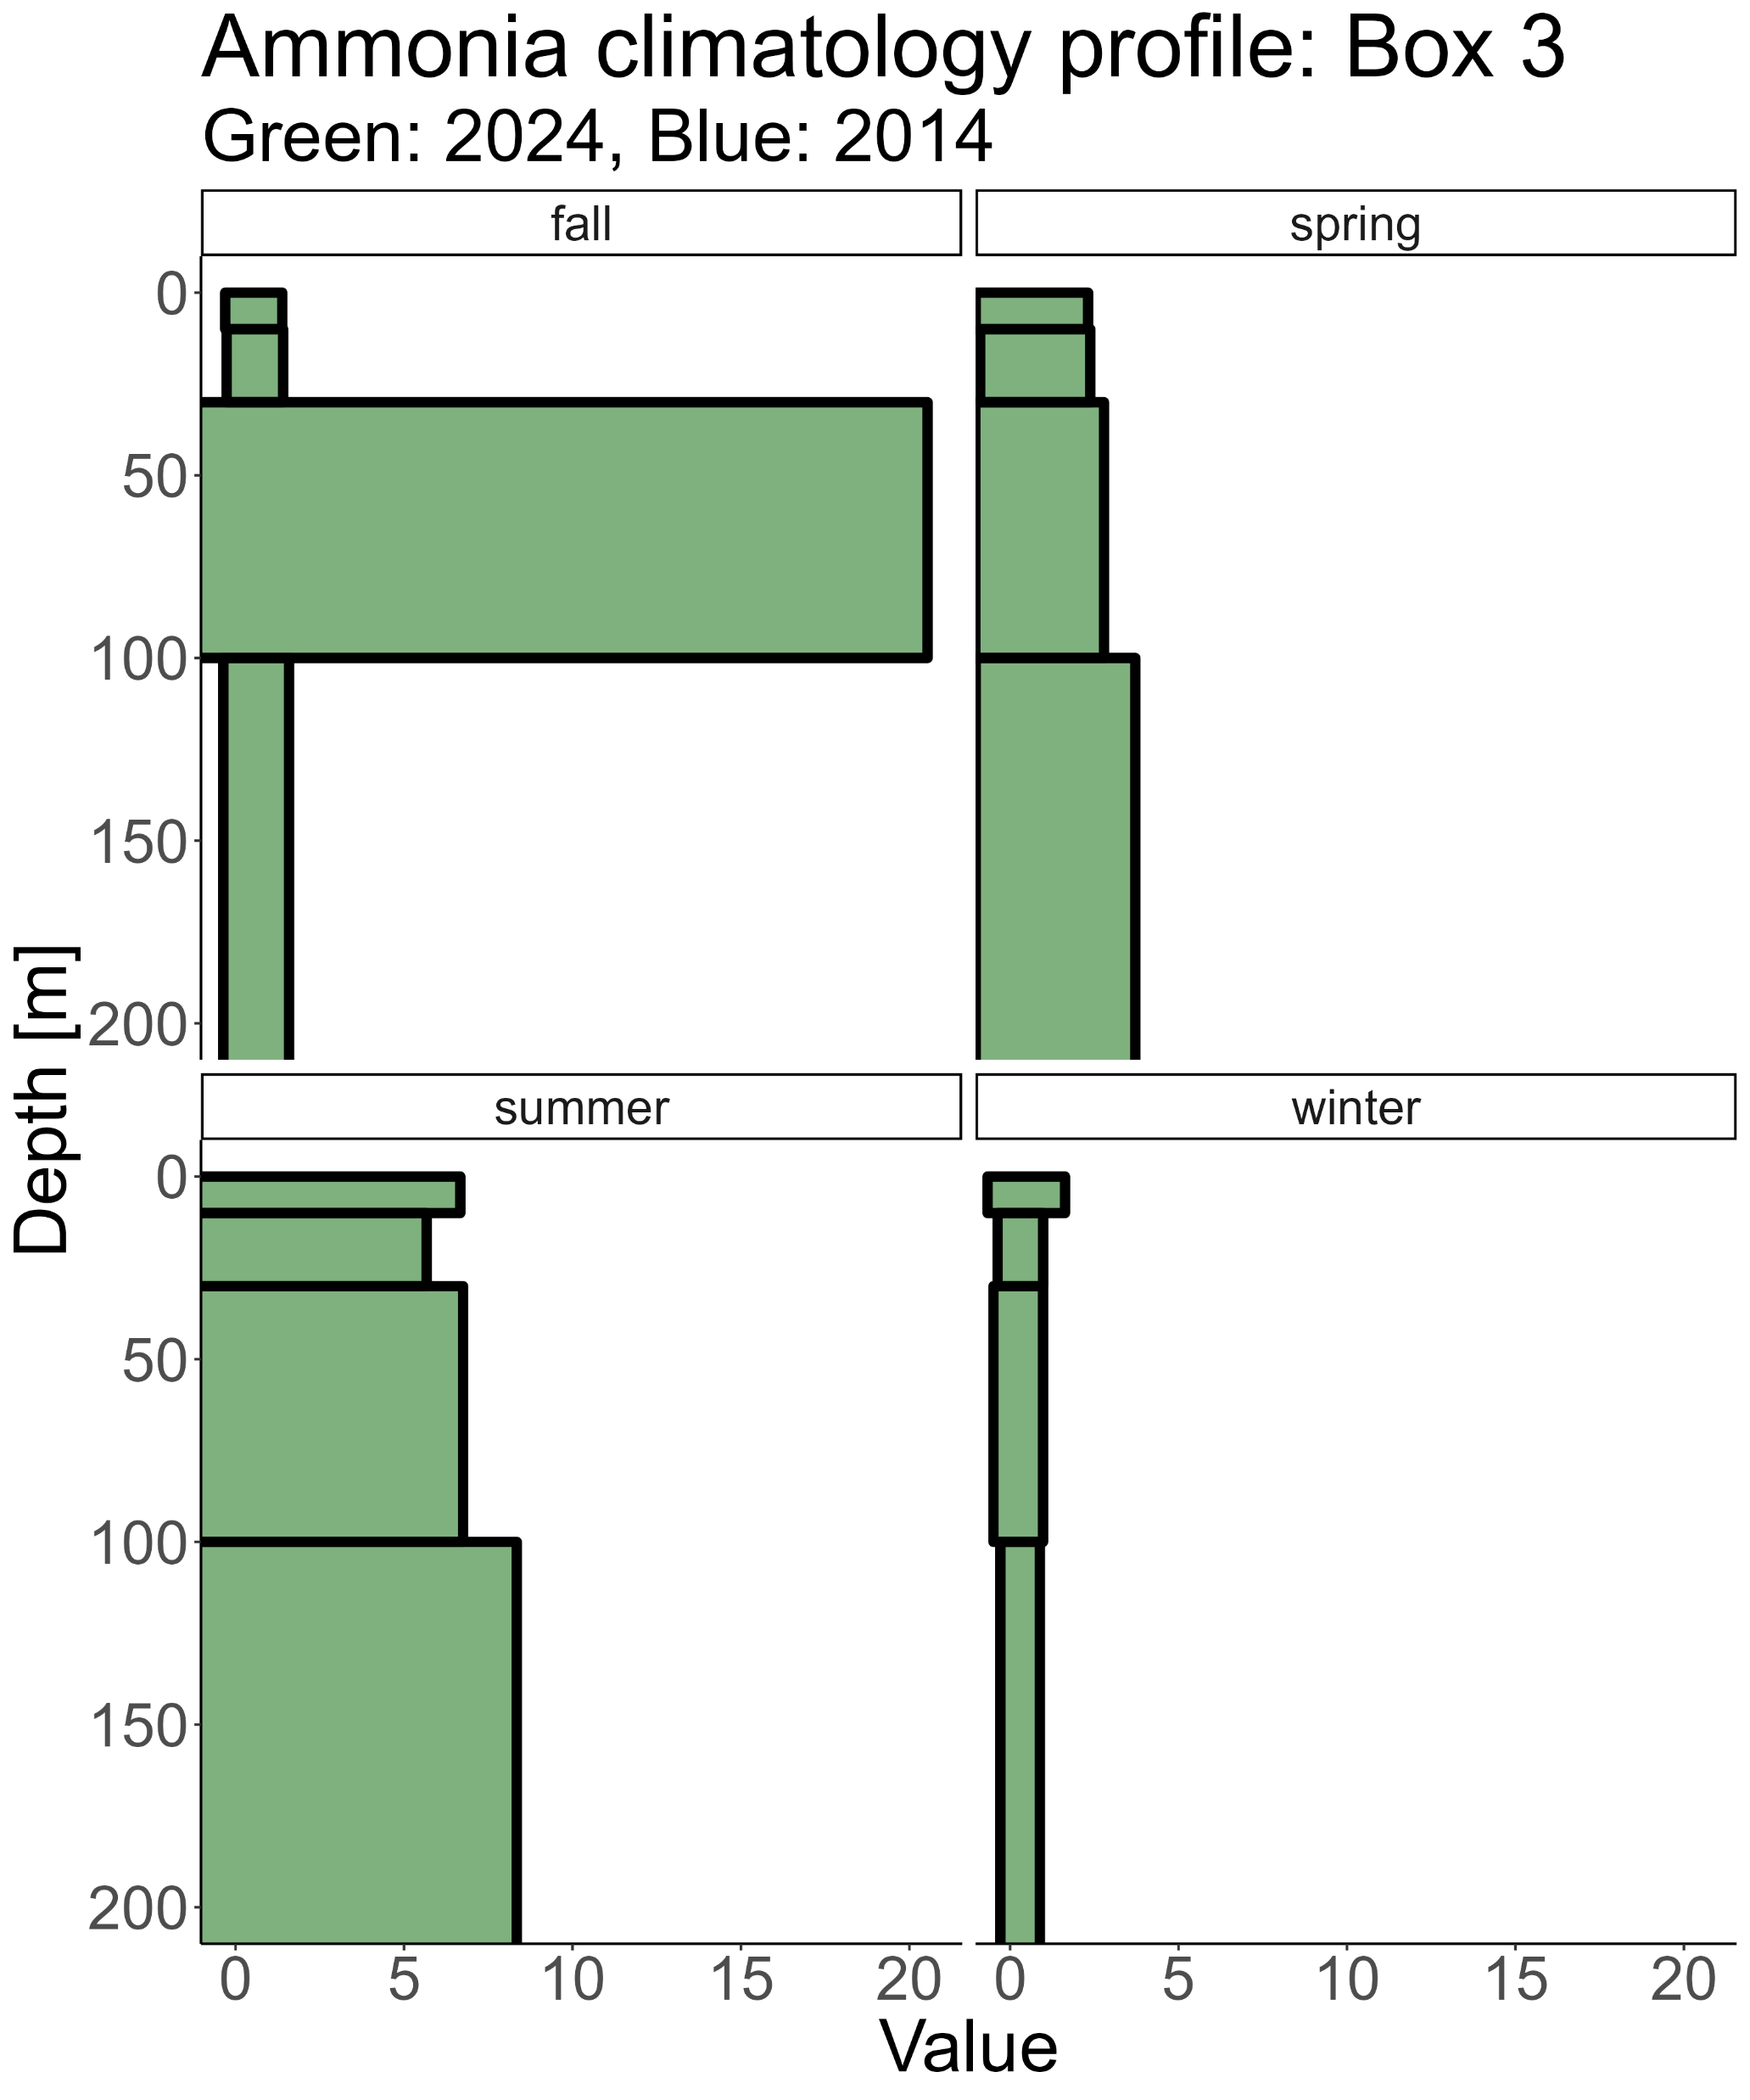 Ammonia climatology profile: Box 3
Green: 2024, Blue: 2014
fall
spring
0
50
100
150
200
summer
winter
0
50
100
150
200
0 5 10 15 20
0 5 10 15 20
Depth [m]
Value